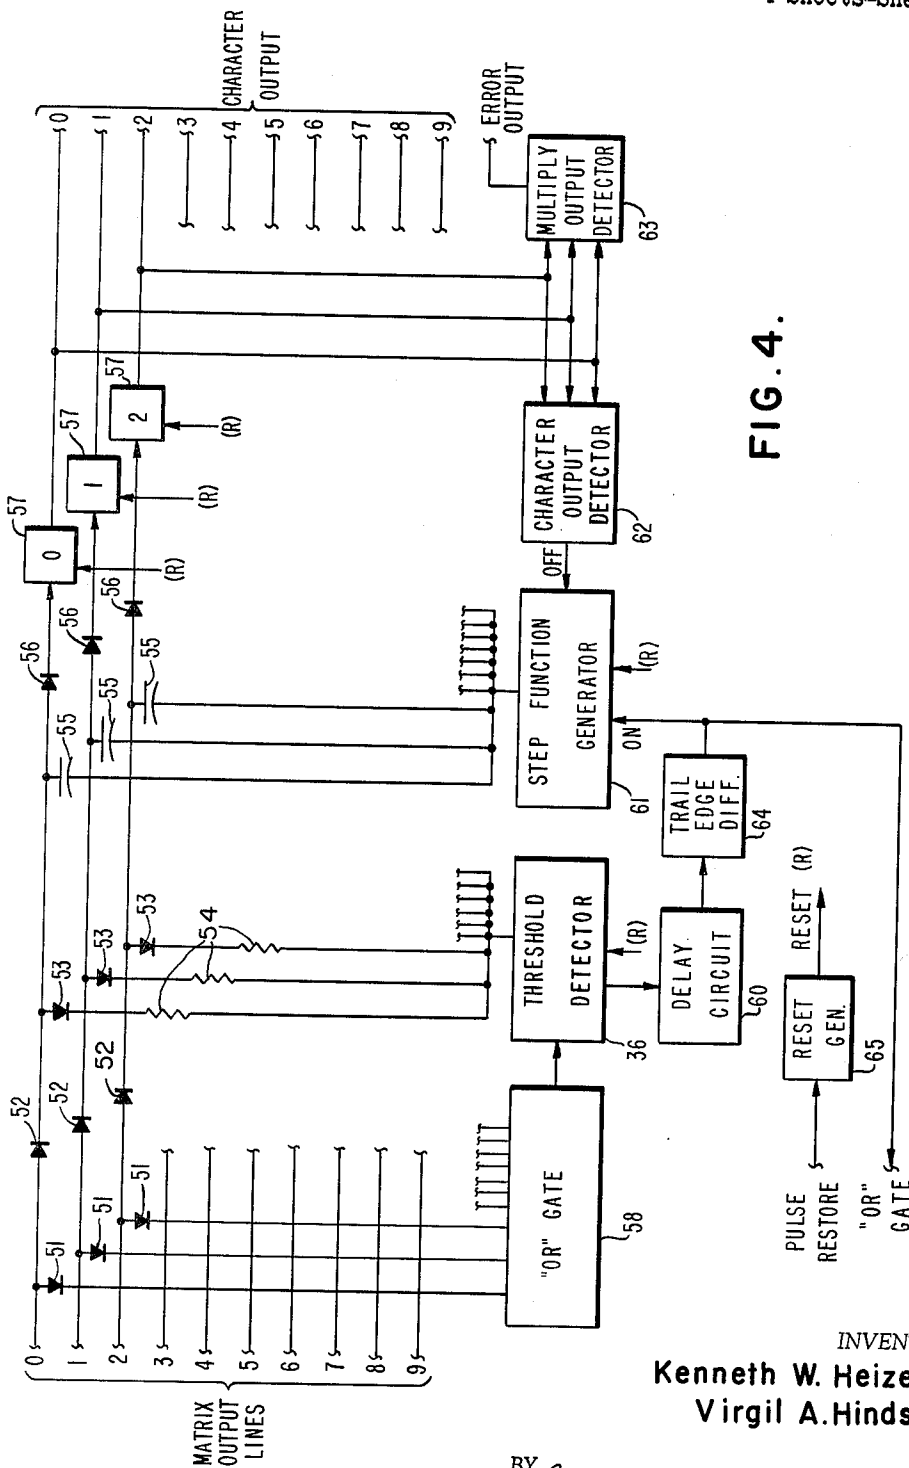 0
1
2
3
4
5
6
7
8
9
MATRIX
OUTPUT
LINES
51
51
51
52
52
52
53
53
53
54
55
55
55
56
56
56
57
57
57
0
1
2
(R)
(R)
(R)
0
1
2
3
4
5
6
7
8
9
CHARACTER
OUTPUT
"OR" GATE
58
THRESHOLD
DETECTOR
36
(R)
DELAY
CIRCUIT
60
TRAIL
EDGE
DIFF.
64
STEP FUNCTION
GENERATOR
61
ON
(R)
OFF
CHARACTER
OUTPUT
DETECTOR
62
MULTIPLY
OUTPUT
DETECTOR
63
ERROR
OUTPUT
PULSE
RESTORE
RESET
GEN.
65
RESET (R)
"OR"
GATE
FIG. 4.
INVEN
Kenneth W. Heize
Virgil A. Hinds
BY